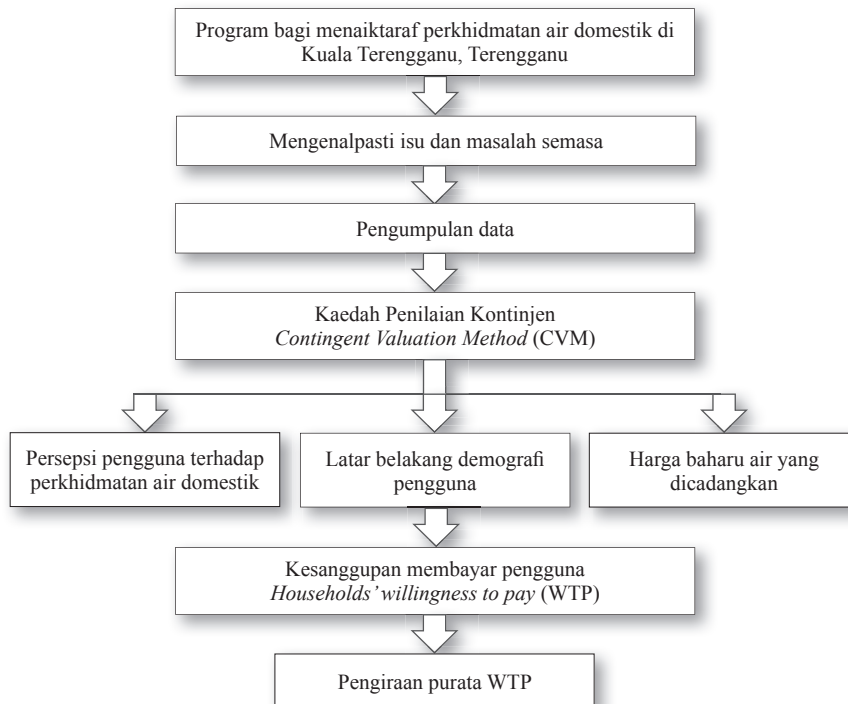 Program bagi menaiktaraf perkhidmatan air domestik di
Kuala Terengganu, Terengganu
Mengenalpasti isu dan masalah semasa
Pengumpulan data
Kaedah Penilaian Kontinjen
Contingent Valuation Method (CVM)
Persepsi pengguna terhadap
perkhidmatan air domestik
Latar belakang demografi
pengguna
Harga baharu air yang
dicadangkan
Kesanggupan membayar pengguna
Households’ willingness to pay (WTP)
Pengiraan purata WTP